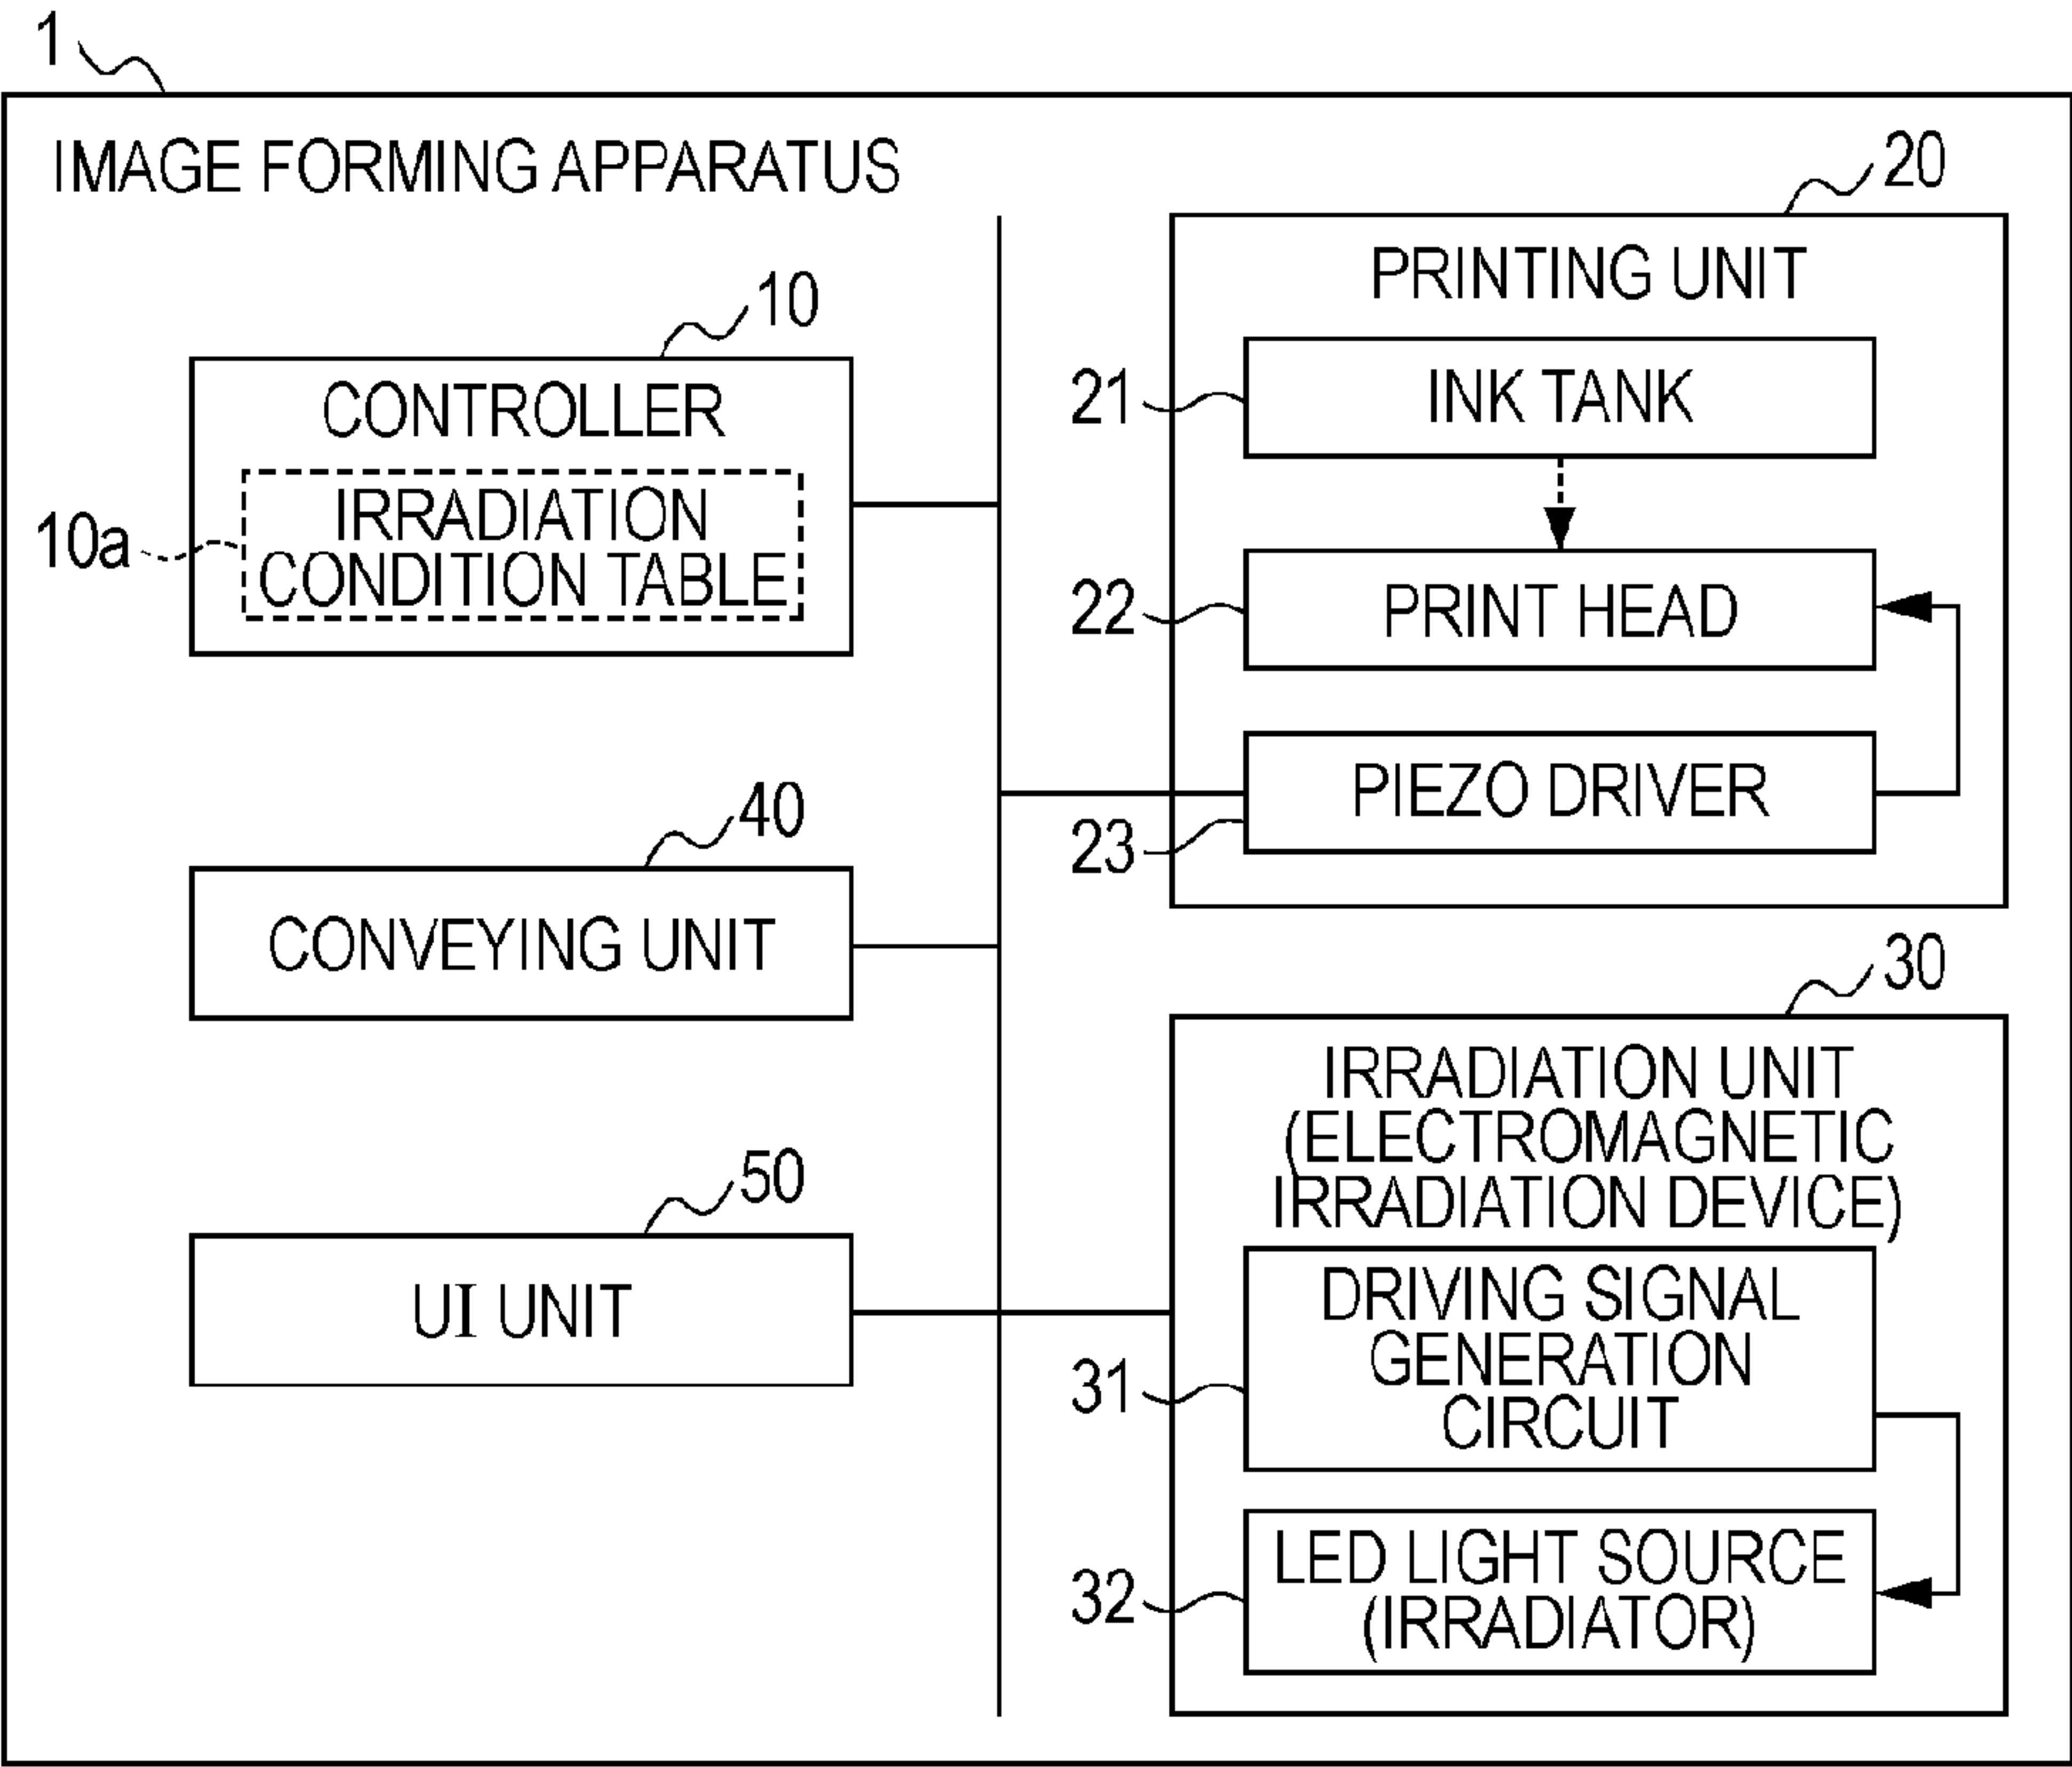 1
IMAGE FORMING APPARATUS
10
CONTROLLER
10a
IRRADIATION
CONDITION TABLE
40
CONVEYING UNIT
50
UI UNIT
20
PRINTING UNIT
21
INK TANK
22
PRINT HEAD
PIEZO DRIVER
23
30
IRRADIATION UNIT
(ELECTROMAGNETIC
IRRADIATION DEVICE)
31
DRIVING SIGNAL
GENERATION
CIRCUIT
32
LED LIGHT SOURCE
(IRRADIATOR)